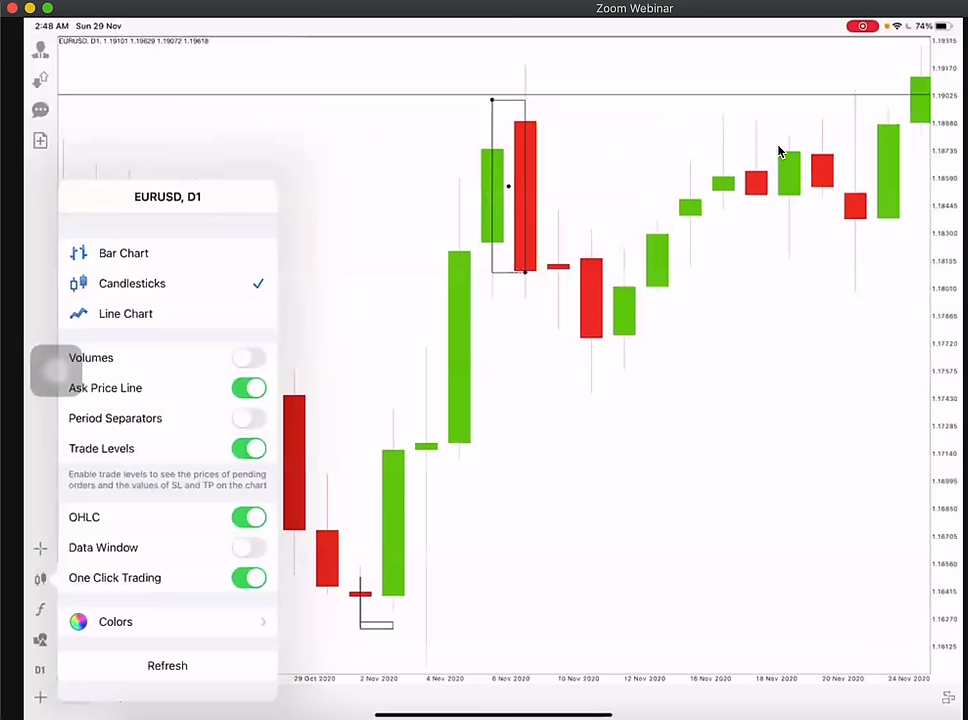 Zoom Webinar
2:48 AM Sun 29 Nov
74%
EURUSD, D1, 1.19101 1.19629 1.19072 1.19618
EURUSD, D1
Bar Chart
Candlesticks
Line Chart
Volumes
Ask Price Line
Period Separators
Trade Levels
Enable trade levels to see the prices of pending
orders and the values of SL and TP on the chart
OHLC
Data Window
One Click Trading
Colors
Refresh
D1
1.19315
1.19170
1.19025
1.18880
1.18735
1.18590
1.18445
1.18300
1.18155
1.18010
1.17865
1.17720
1.17575
1.17430
1.17285
1.17140
1.16995
1.16850
1.16705
1.16560
1.16415
1.16270
1.16125
29 Oct 2020 2 Nov 2020 4 Nov 2020 6 Nov 2020 10 Nov 2020 12 Nov 2020 16 Nov 2020 18 Nov 2020 20 Nov 2020 24 Nov 2020